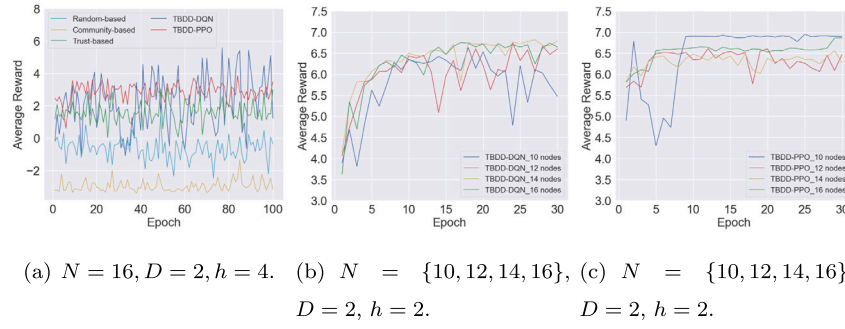 8
6
4
2
0
−2
Average Reward
0 20 40 60 80 100
Epoch
Random-based
Community-based
Trust-based
TBDD-DQN
TBDD-PPO
7.5
7.0
6.5
6.0
5.5
5.0
4.5
4.0
3.5
3.0
Average Reward
0 5 10 15 20 25 30
Epoch
TBDD-DQN_10 nodes
TBDD-DQN_12 nodes
TBDD-DQN_14 nodes
TBDD-DQN_16 nodes
7.5
7.0
6.5
6.0
5.5
5.0
4.5
4.0
3.5
3.0
Average Reward
0 5 10 15 20 25 30
Epoch
TBDD-PPO_10 nodes
TBDD-PPO_12 nodes
TBDD-PPO_14 nodes
TBDD-PPO_16 nodes
(a) N = 16, D = 2, h = 4.
(b) N = {10, 12, 14, 16},
D = 2, h = 2.
(c) N = {10, 12, 14, 16}
D = 2, h = 2.